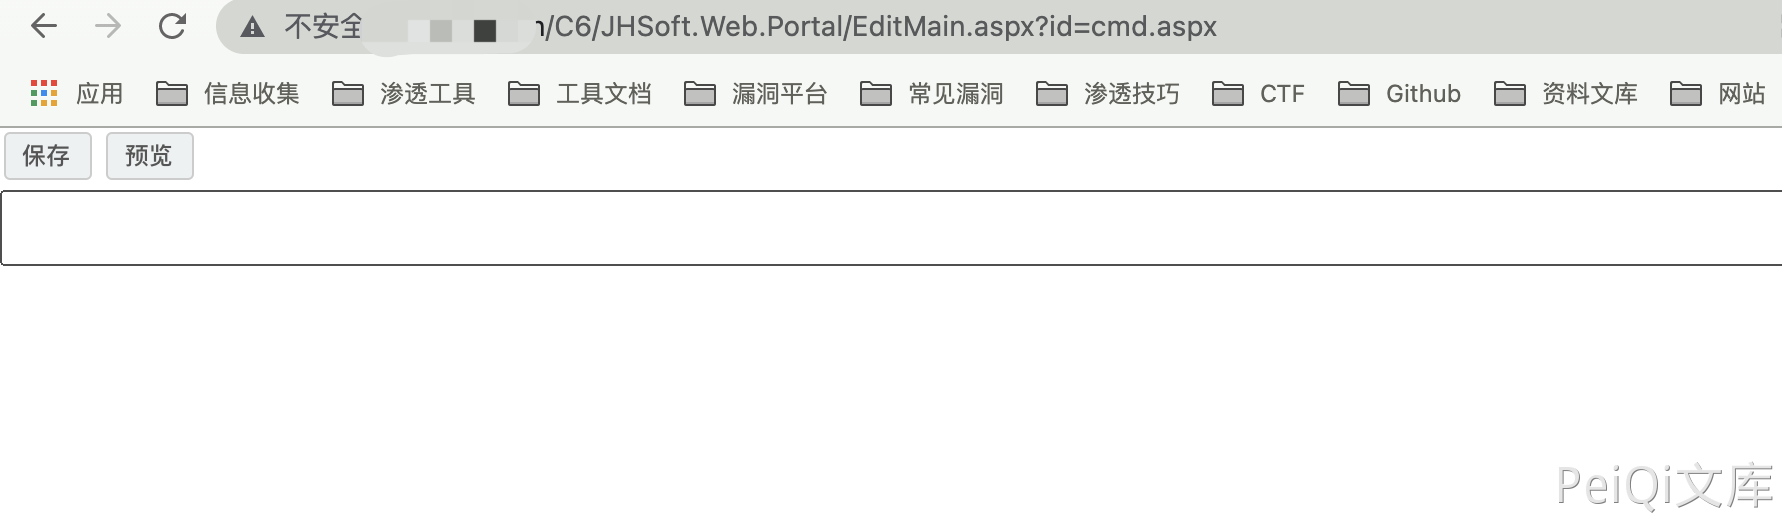 不安全 /C6/JHSoft.Web.Portal/EditMain.aspx?id=cmd.aspx
应用 信息收集 渗透工具 工具文档 漏洞平台 常见漏洞 渗透技巧 CTF Github 资料文库 网站
保存 预览
PeiQi文库